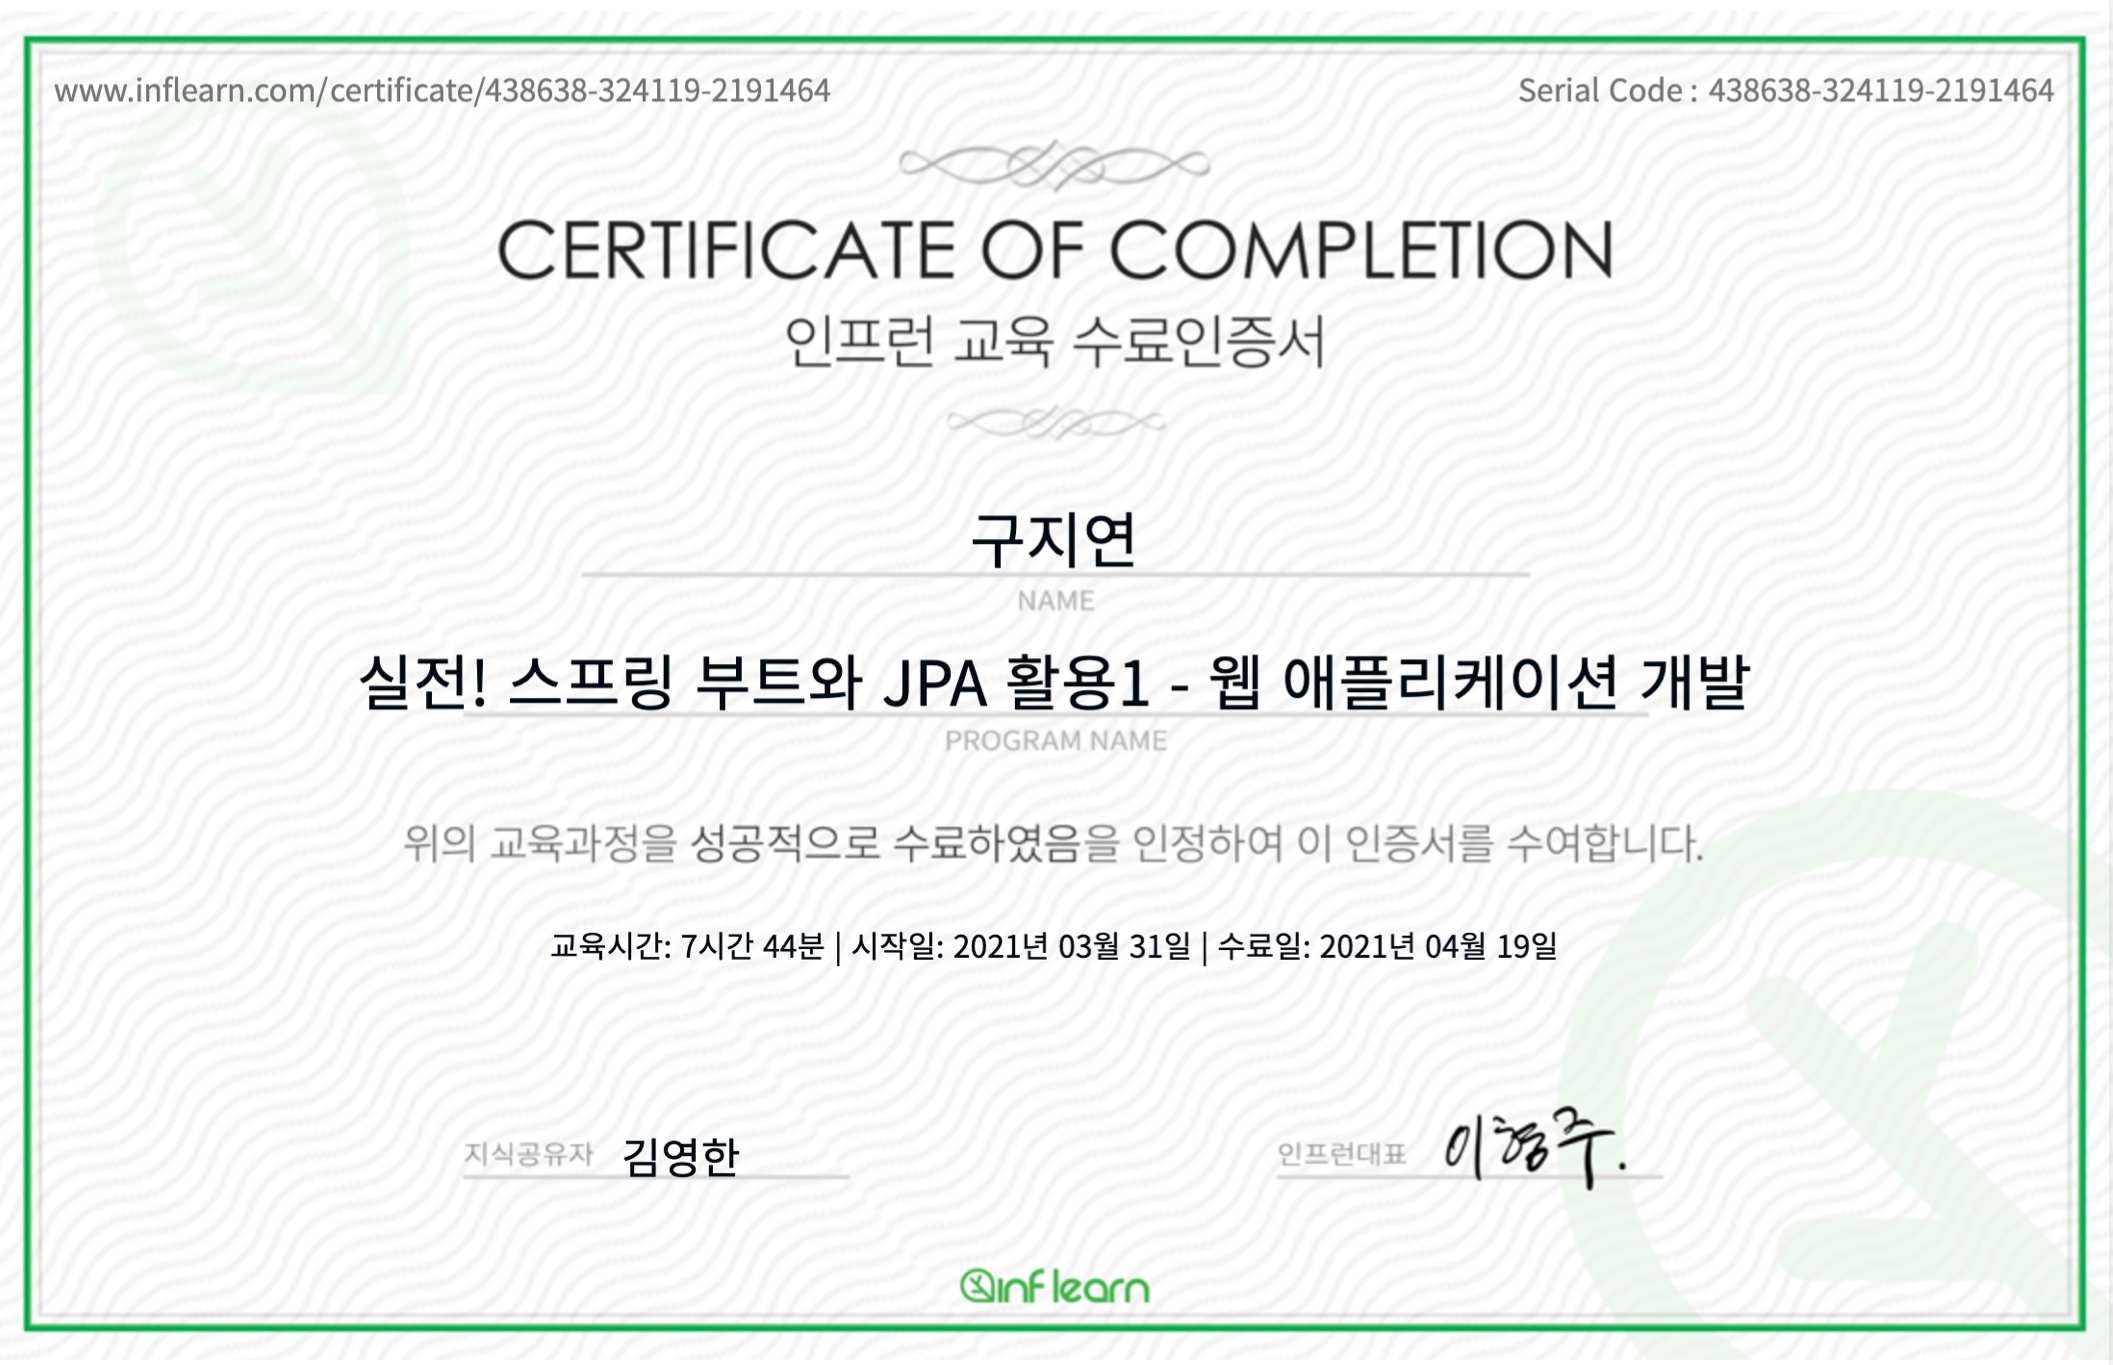 www.inflearn.com/certificate/438638-324119-2191464
Serial Code : 438638-324119-2191464
CERTIFICATE OF COMPLETION
인프런 교육 수료인증서
구지연
NAME
실전! 스프링 부트와 JPA 활용1 - 웹 애플리케이션 개발
PROGRAM NAME
위의 교육과정을 성공적으로 수료하였음을 인정하여 이 인증서를 수여합니다.
교육시간: 7시간 44분 | 시작일: 2021년 03월 31일 | 수료일: 2021년 04월 19일
지식공유자 김영한
인프런대표 이형주.
inflearn